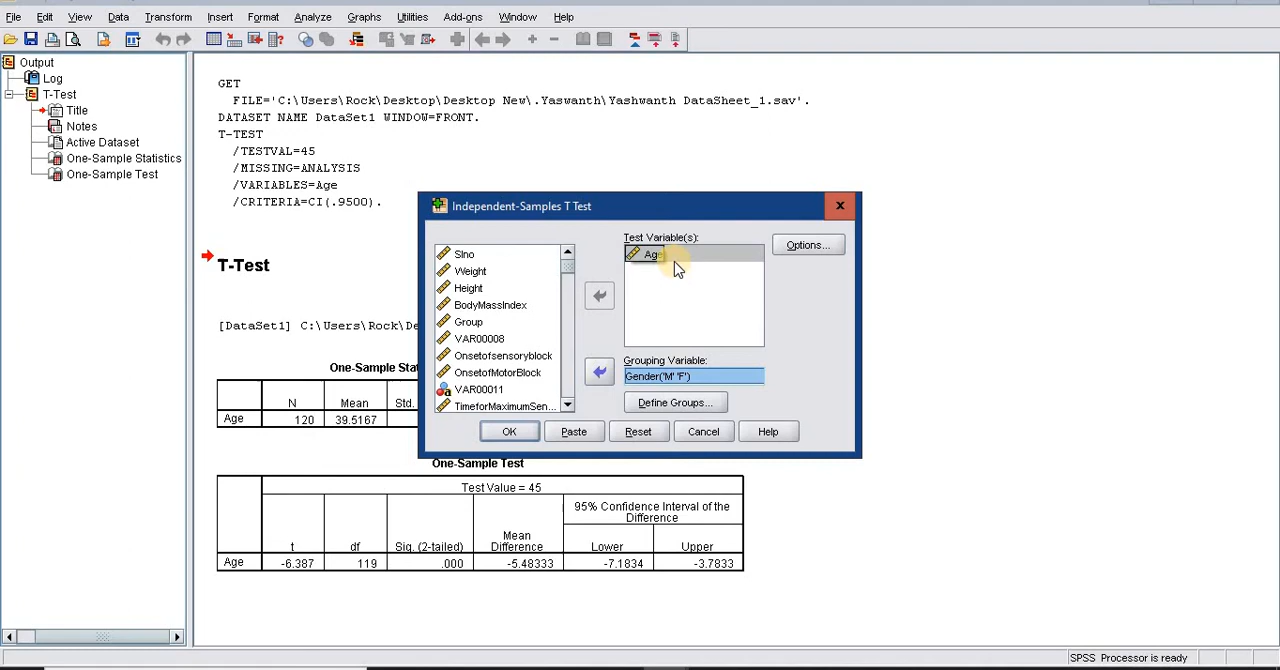 File Edit View Data Transform Insert Format Analyze Graphs Utilities Add-ons Window Help
Output
Log
T-Test
Title
Notes
Active Dataset
One-Sample Statistics
One-Sample Test
GET
FILE='C:\Users\Rock\Desktop\Desktop New\.Yaswanth\Yashwanth DataSheet_1.sav'.
DATASET NAME DataSet1 WINDOW=FRONT.
T-TEST
/TESTVAL=45
/MISSING=ANALYSIS
/VARIABLES=Age
/CRITERIA=CI(.9500).
T-Test
[DataSet1] C:\Users\Rock\De
One-Sample Sta
N Mean Std.
Age 120 39.5167
Independent-Samples T Test
Slno
Weight
Height
BodyMassIndex
Group
VAR00008
Onsetofsensoryblock
OnsetofMotorBlock
VAR00011
TimeforMaximumSen...
Test Variable(s):
Age
Options...
Grouping Variable:
Gender('M' 'F')
Define Groups...
OK Paste Reset Cancel Help
One-Sample Test
Test Value = 45
95% Confidence Interval of the
Difference
t df Sig. (2-tailed) Mean
Difference Lower Upper
Age -6.387 119 .000 -5.48333 -7.1834 -3.7833
SPSS Processor is ready